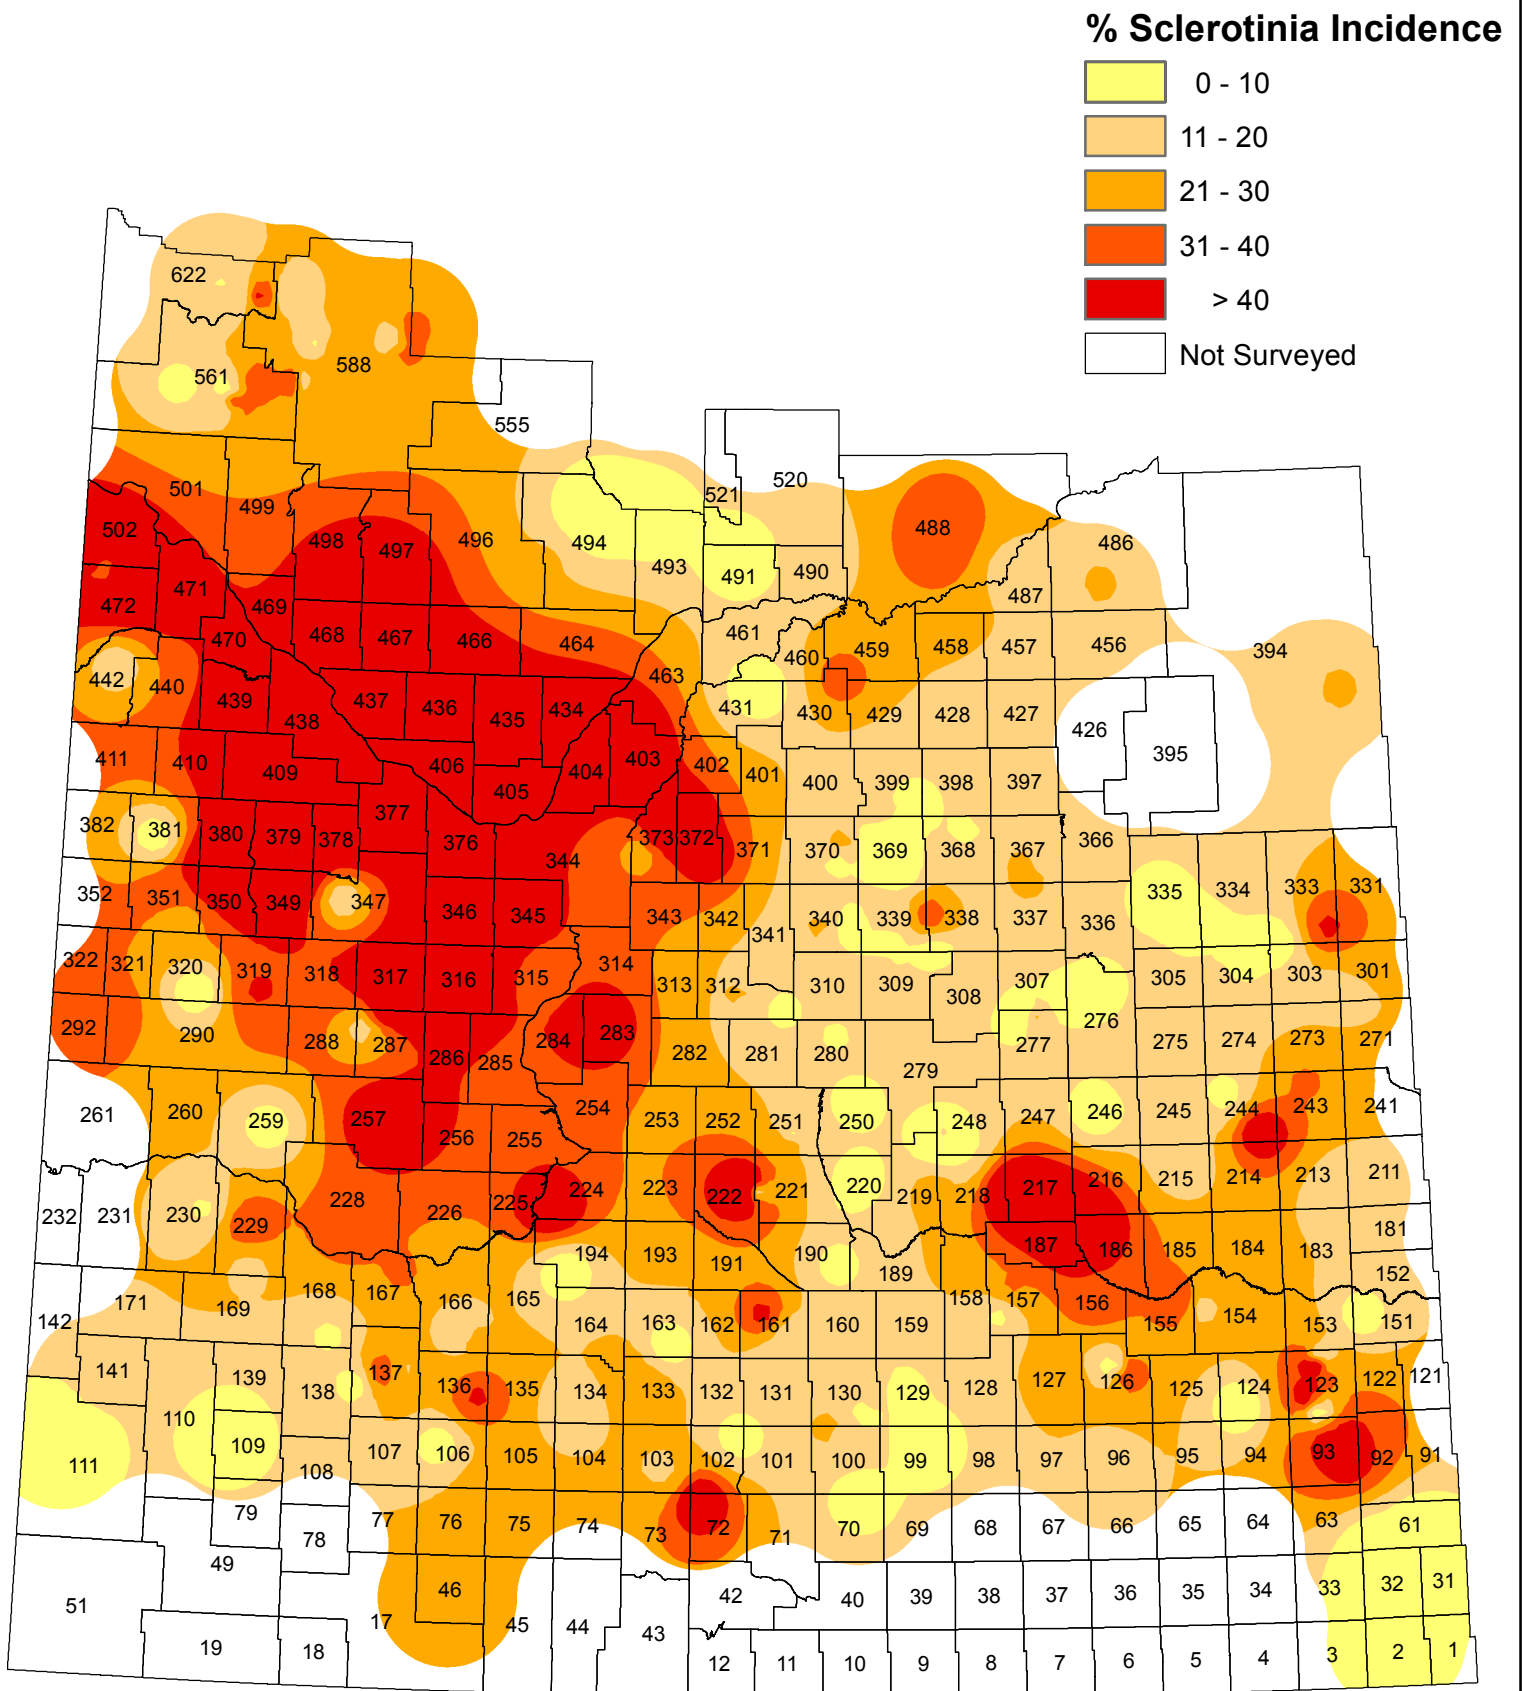 % Sclerotinia Incidence
0 - 10
11 - 20
21 - 30
31 - 40
> 40
Not Surveyed
622
588
561
555
501 499
520
521
502 498 497 496 494 493 491 490 488 486
472 471 469 487
470 468 467 466 464 463 461 460 459 458 457 456 394
442 440 439 438 437 436 435 434 431 430 429 428 427 426 395
411 410 409 406 405 404 403 402 401 400 399 398 397
382 381 380 379 378 377 376 344 373 372 371 370 369 368 367 366
352 351 350 349 347 346 345 343 342 341 340 339 338 337 336 335 334 333 331
322 321 320 319 318 317 316 315 314 313 312 310 309 308 307 305 304 303 301
292 290 288 287 286 285 284 283 282 281 280 279 277 276 275 274 273 271
261 260 259 257 256 255 254 253 252 251 250 248 247 246 245 244 243 241
232 231 230 229 228 226 225 224 223 222 221 220 219 218 217 216 215 214 213 211
194 193 191 190 189 187 186 185 184 183 181
142 171 169 168 167 166 165 164 163 162 161 160 159 158 157 156 155 154 153 152 151
141 139 138 137 136 135 134 133 132 131 130 129 128 127 126 125 124 123 122 121
111 110 109 108 107 106 105 104 103 102 101 100 99 98 97 96 95 94 93 92 91
79 78 77 76 75 74 73 72 71 70 69 68 67 66 65 64 63 61
51 49 46 42 40 39 38 37 36 35 34 33 32 31
19 18 17 45 44 43 12 11 10 9 8 7 6 5 4 3 2 1